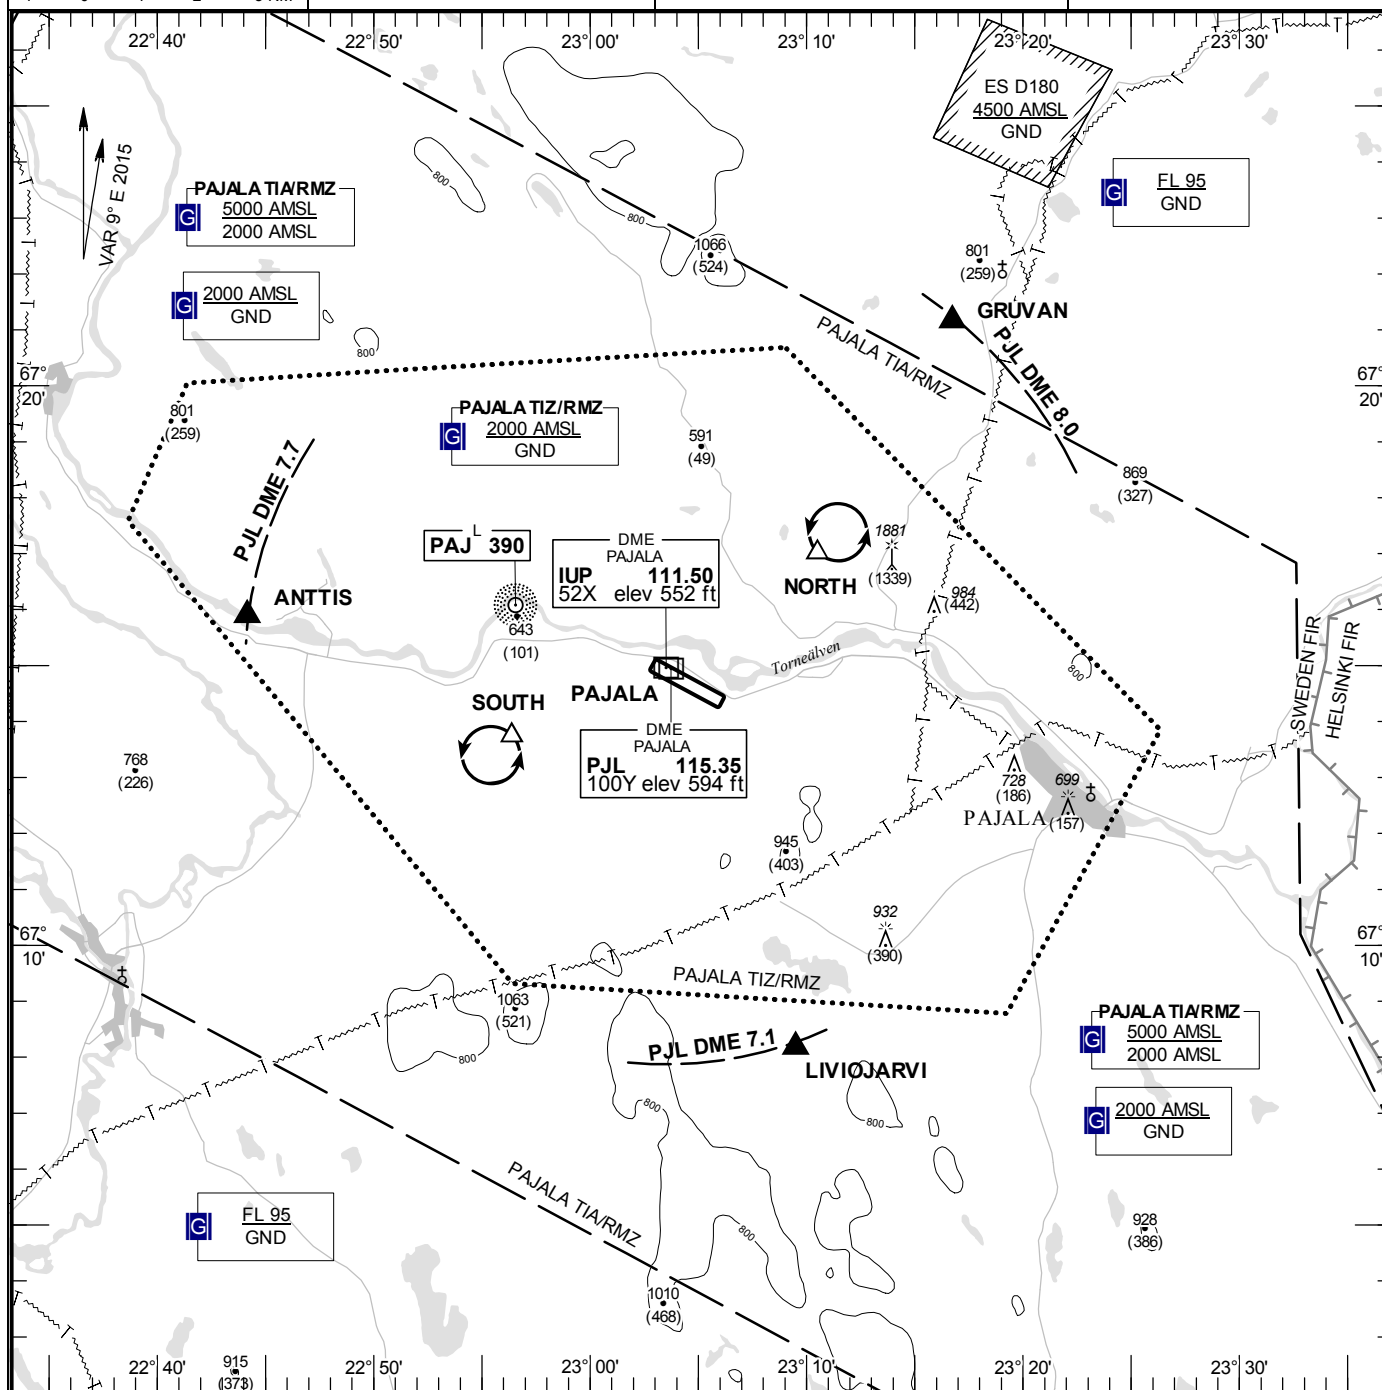 22° 40'
22° 50'
23° 00'
23° 10'
23° 20'
23° 30'
ES D180
4500 AMSL
GND
VAR 9° E 2015
PAJALA TIA/RMZ
G
5000 AMSL
2000 AMSL
G
2000 AMSL
GND
G
FL 95
GND
800
800
800
1066
(524)
801
(259)
GRUVAN
PJL DME 8.0
PAJALA TIA/RMZ
67°
20'
67°
20'
801
(259)
PAJALA TIZ/RMZ
G
2000 AMSL
GND
591
(49)
869
(327)
PJL DME 7.7
ANTTIS
L
PAJ 390
DME
PAJALA
IUP 111.50
52X elev 552 ft
643
(101)
NORTH
1881
(1339)
984
(442)
Torneälven
800
SWEDEN FIR
HELSINKI FIR
SOUTH
PAJALA
DME
PAJALA
PJL 115.35
100Y elev 594 ft
768
(226)
728
(186)
699
(157)
PAJALA
945
(403)
932
(390)
67°
10'
67°
10'
PAJALA TIZ/RMZ
1063
(521)
800
PJL DME 7.1
LIVIOJARVI
800
800
PAJALA TIA/RMZ
G
5000 AMSL
2000 AMSL
G
2000 AMSL
GND
PAJALA TIA/RMZ
G
FL 95
GND
800
928
(386)
1010
(468)
915
(373)
22° 40'
22° 50'
23° 00'
23° 10'
23° 20'
23° 30'